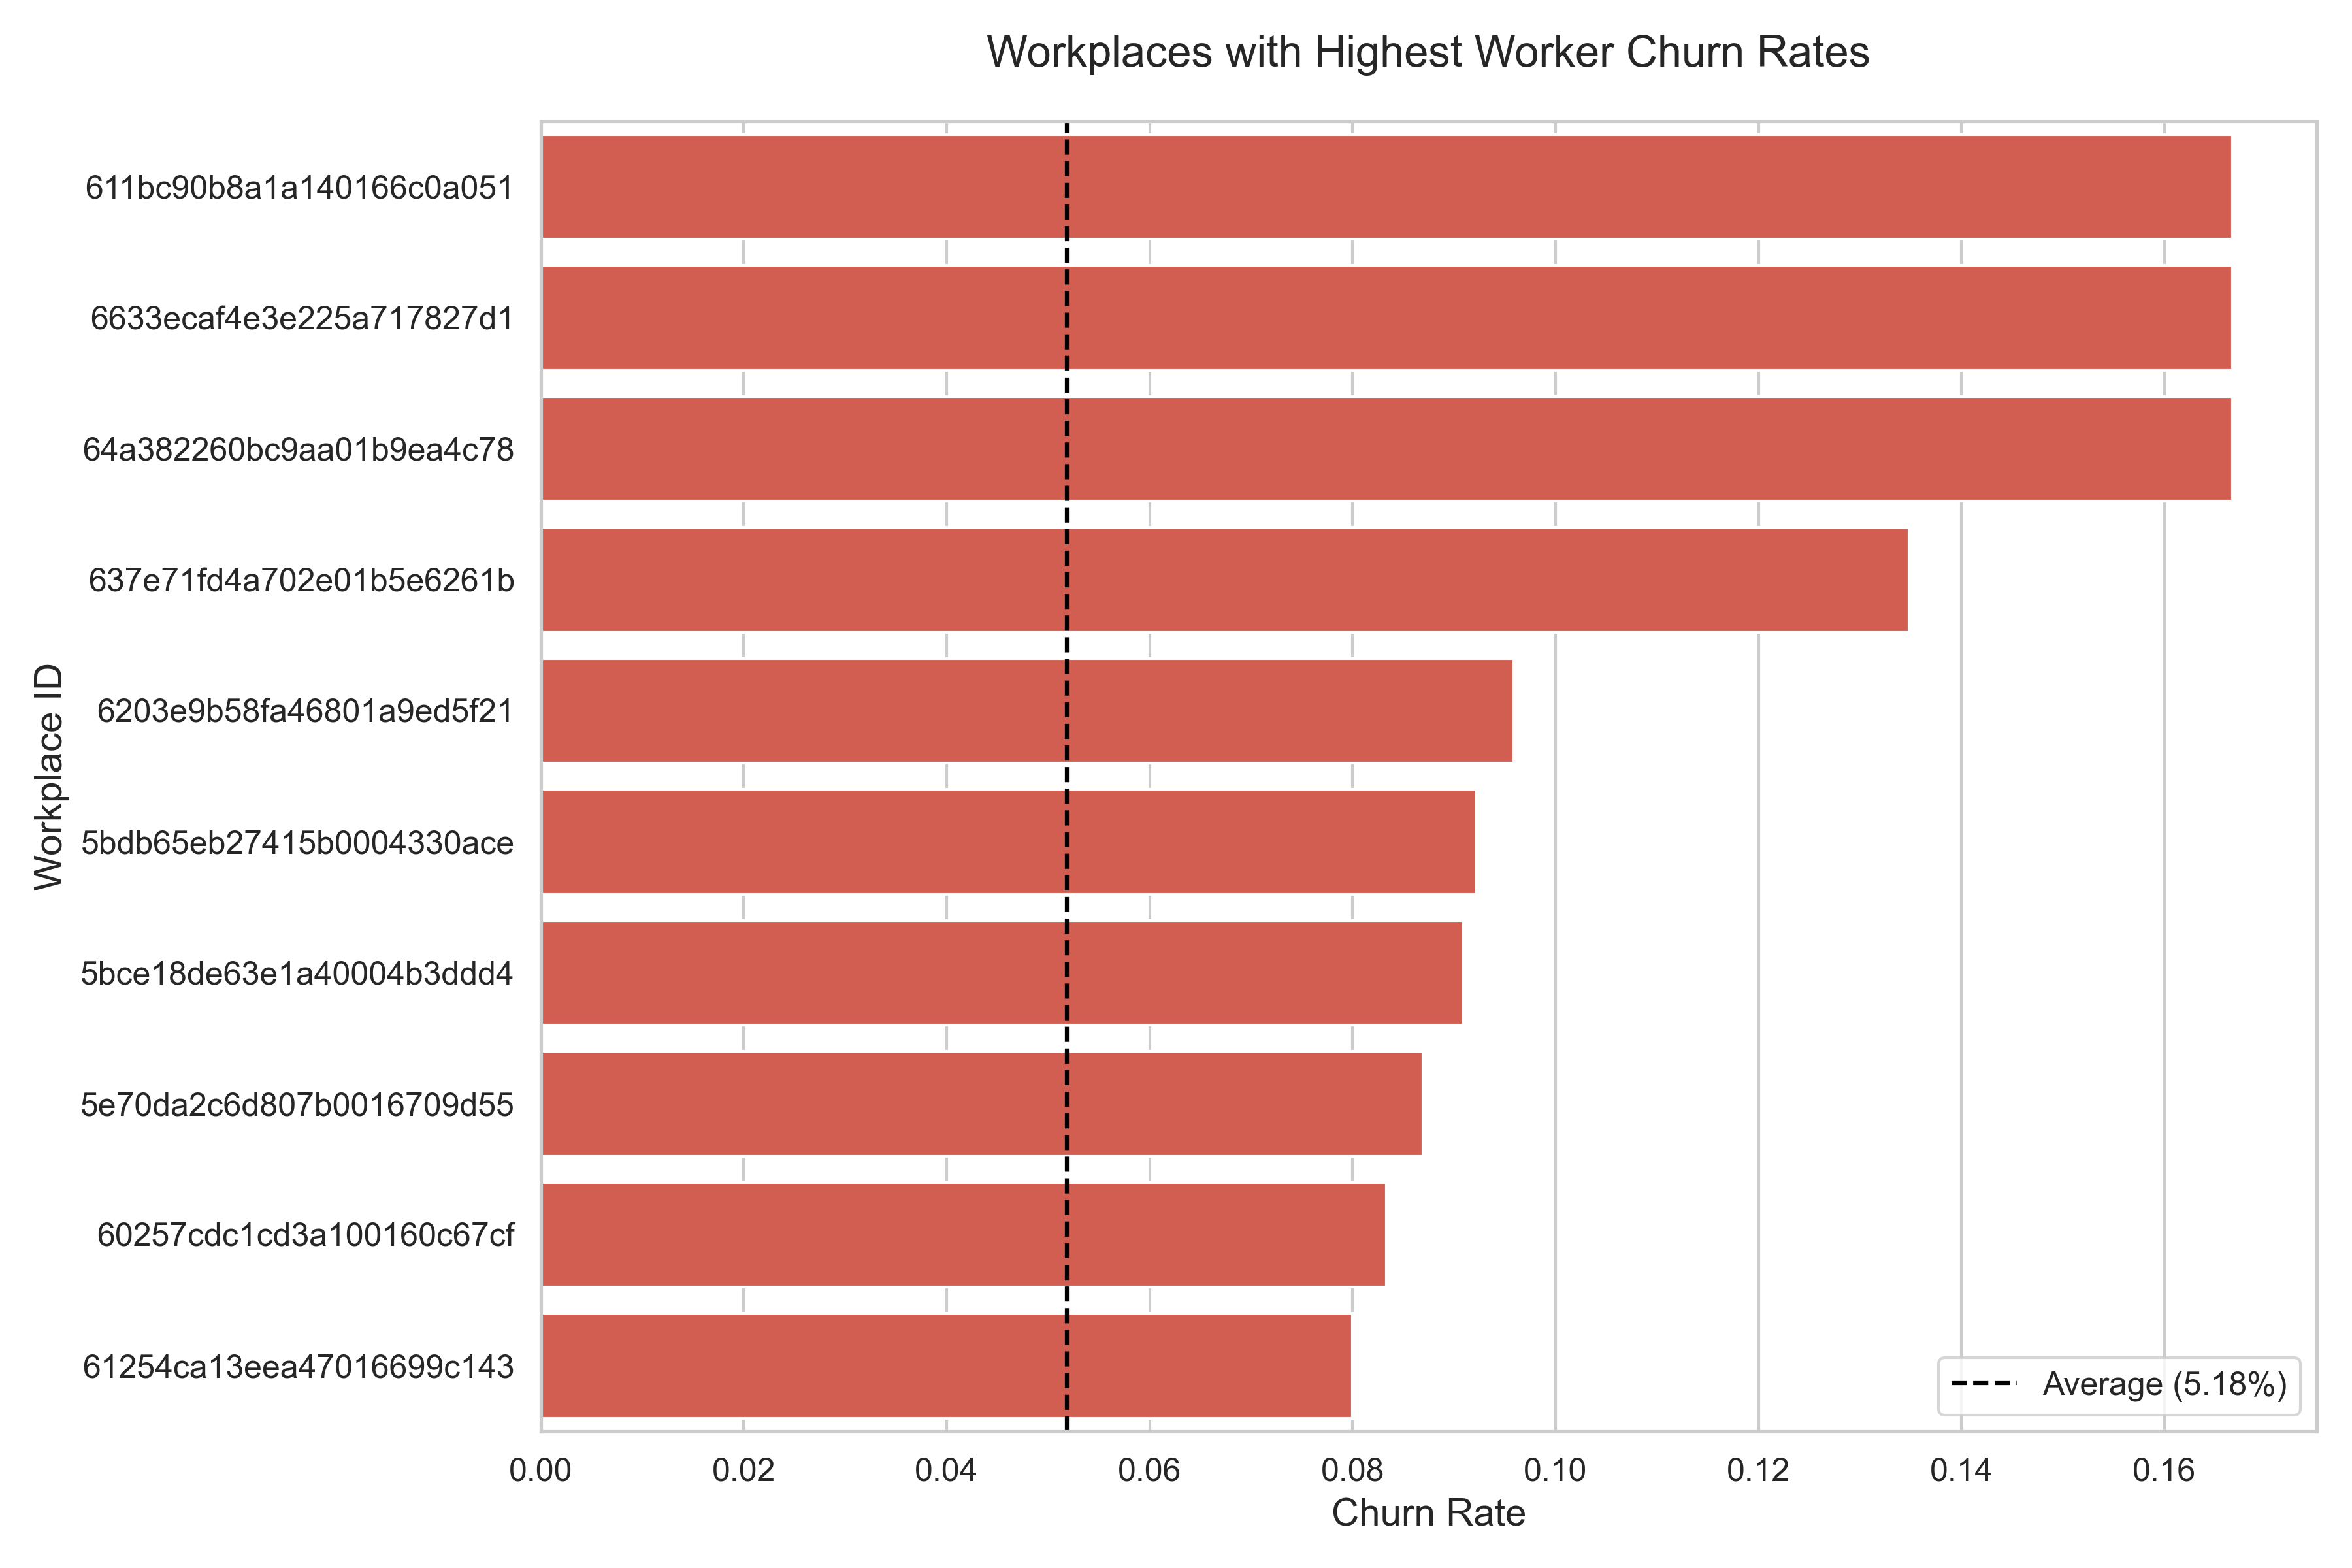 Workplaces with Highest Worker Churn Rates
Workplace ID
611bc90b8a1a140166c0a051
6633ecaf4e3e225a717827d1
64a382260bc9aa01b9ea4c78
637e71fd4a702e01b5e6261b
6203e9b58fa46801a9ed5f21
5bdb65eb27415b0004330ace
5bce18de63e1a40004b3ddd4
5e70da2c6d807b0016709d55
60257cdc1cd3a100160c67cf
61254ca13eea47016699c143
Average (5.18%)
0.00 0.02 0.04 0.06 0.08 0.10 0.12 0.14 0.16
Churn Rate